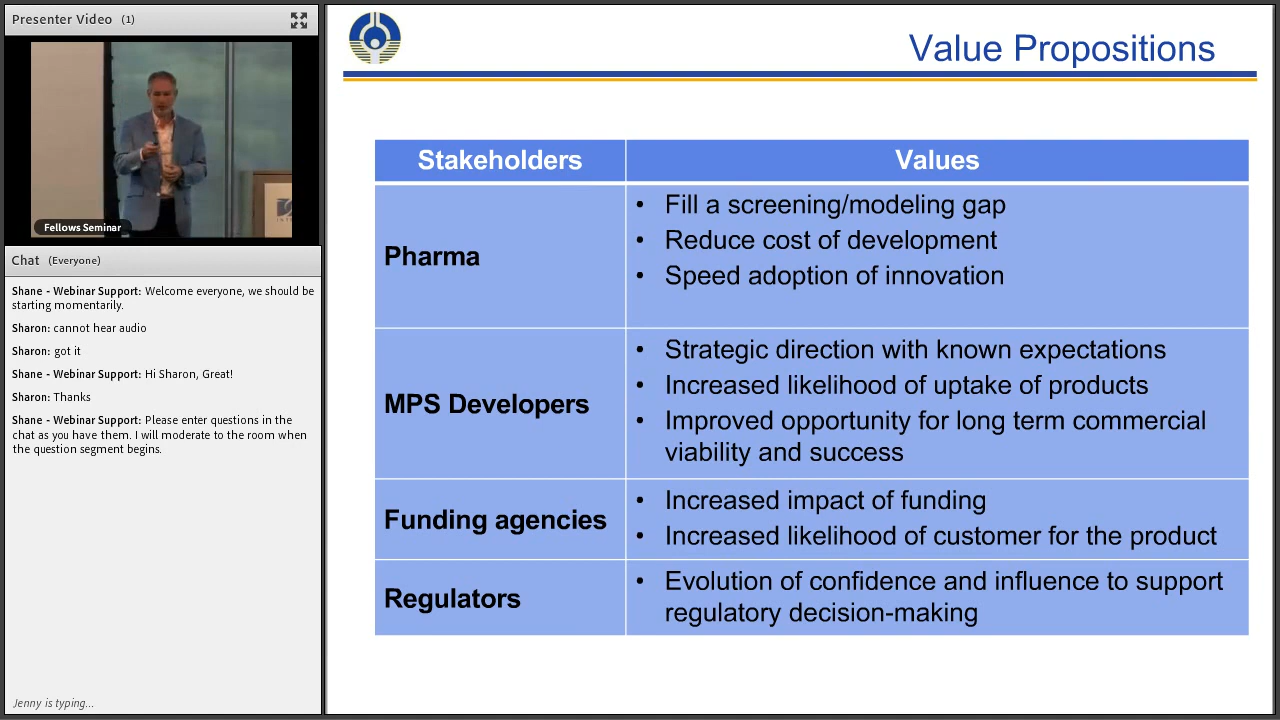 Presenter Video (1)
Fellows Seminar
Chat (Everyone)
Shane - Webinar Support: Welcome everyone, we should be
starting momentarily.
Sharon: cannot hear audio
Sharon: got it
Shane - Webinar Support: Hi Sharon, Great!
Sharon: Thanks
Shane - Webinar Support: Please enter questions in the
chat as you have them. I will moderate to the room when
the question segment begins.
Jenny is typing...
Value Propositions
Stakeholders Values
Pharma
• Fill a screening/modeling gap
• Reduce cost of development
• Speed adoption of innovation
MPS Developers
• Strategic direction with known expectations
• Increased likelihood of uptake of products
• Improved opportunity for long term commercial
viability and success
Funding agencies
• Increased impact of funding
• Increased likelihood of customer for the product
Regulators
• Evolution of confidence and influence to support
regulatory decision-making